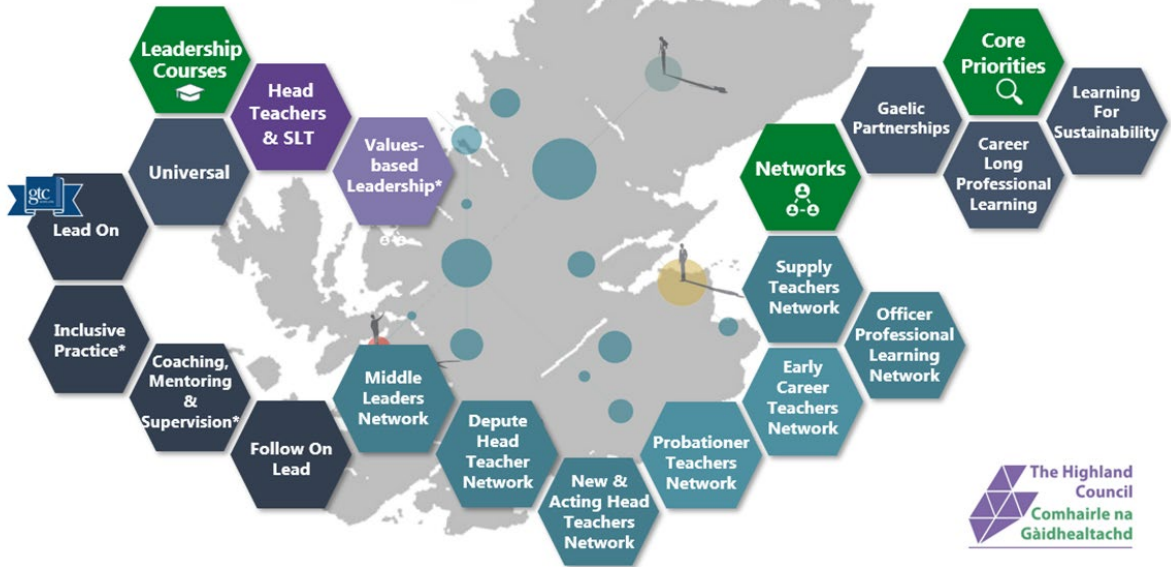 Leadership
Courses
Head
Teachers
& SLT
Values-
based
Leadership*
Universal
gtc
Lead On
Inclusive
Practice*
Coaching,
Mentoring
&
Supervision*
Follow On
Lead
Middle
Leaders
Network
Depute
Head
Teacher
Network
New &
Acting Head
Teachers
Network
Probationer
Teachers
Network
Early
Career
Teachers
Network
Officer
Professional
Learning
Network
Supply
Teachers
Network
Networks
Gaelic
Partnerships
Core
Priorities
Career
Long
Professional
Learning
Learning
For
Sustainability
The Highland
Council
Comhairle na
Gàidhealtachd